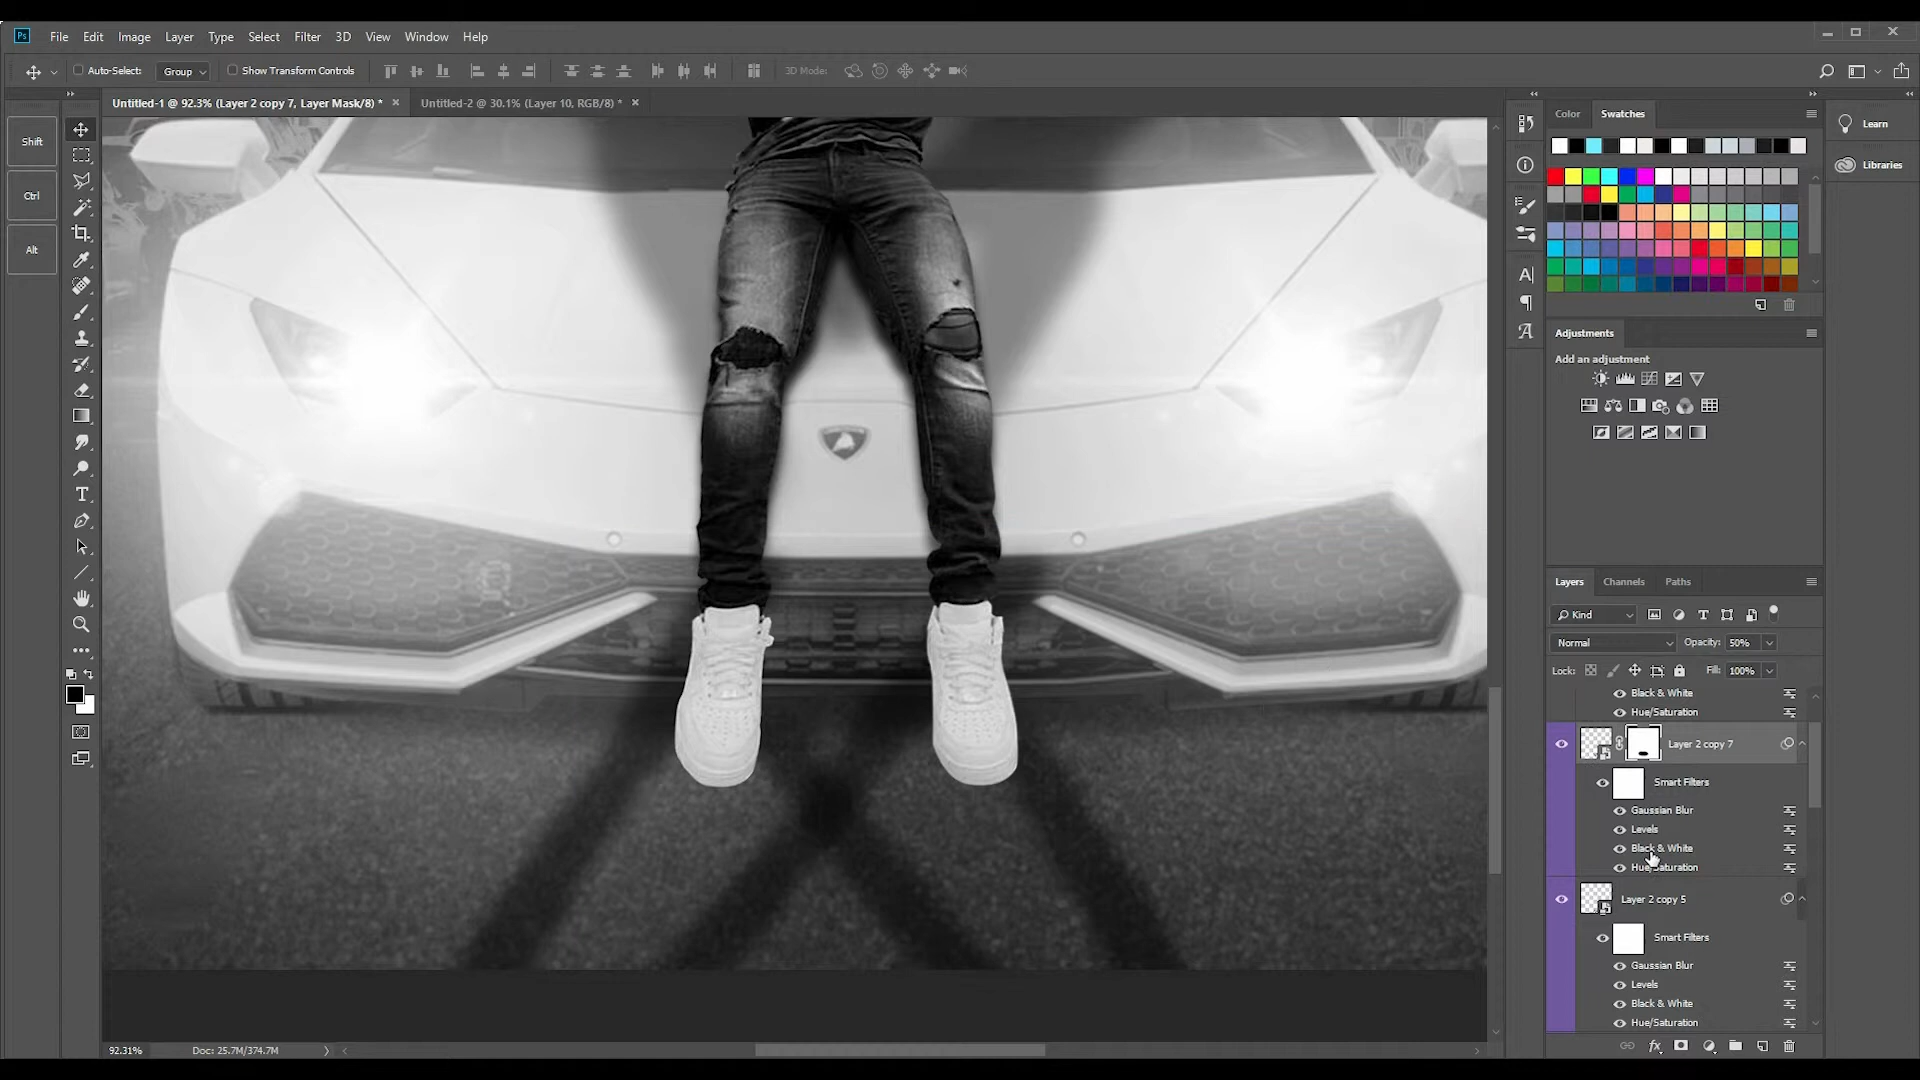 Ps File Edit Image Layer Type Select Filter 3D View Window Help
Auto-Select: Group Show Transform Controls 3D Mode:
Untitled-1 @ 92.3% (Layer 2 copy 7, Layer Mask/8) * × Untitled-2 @ 30.1% (Layer 10, RGB/8) * ×
Color Swatches
Learn
Shift
Libraries
Ctrl
Alt
Adjustments
Add an adjustment
Layers Channels Paths
Kind
Normal Opacity: 50%
Lock: Fill: 100%
Black & White
Hue/Saturation
Layer 2 copy 7
Smart Filters
Gaussian Blur
Levels
Black & White
Hue/Saturation
Layer 2 copy 5
Smart Filters
Gaussian Blur
Levels
Black & White
Hue/Saturation
92.31% Doc: 25.7M/374.7M
fx